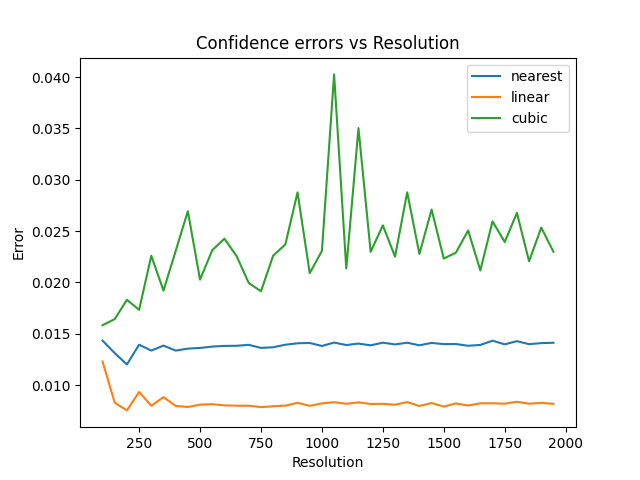 Confidence errors vs Resolution
nearest
linear
cubic
0.040
0.035
0.030
0.025
0.020
0.015
0.010
Error
250 500 750 1000 1250 1500 1750 2000
Resolution